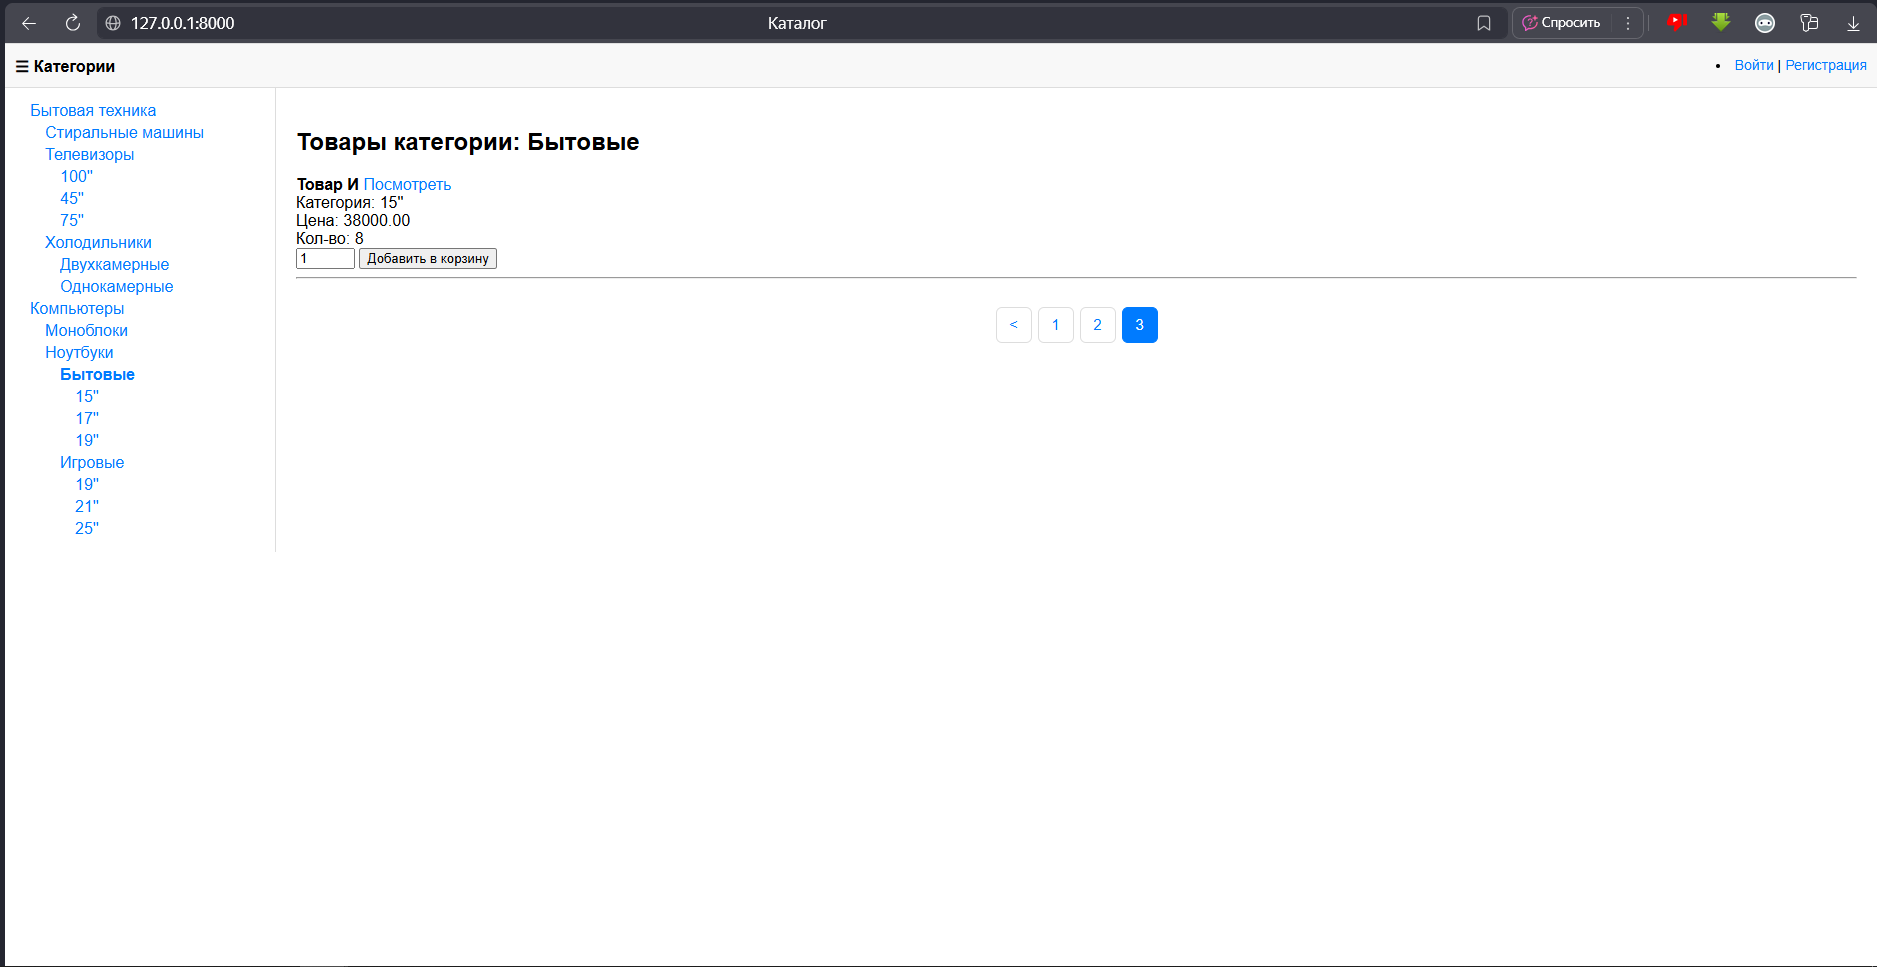 127.0.0.1:8000 Каталог Спросить
☰ Категории
• Войти | Регистрация
Бытовая техника
Стиральные машины
Телевизоры
100"
45"
75"
Холодильники
Двухкамерные
Однокамерные
Компьютеры
Моноблоки
Ноутбуки
Бытовые
15"
17"
19"
Игровые
19"
21"
25"
Товары категории: Бытовые
Товар И Посмотреть
Категория: 15"
Цена: 38000.00
Кол-во: 8
1 Добавить в корзину
< 1 2 3